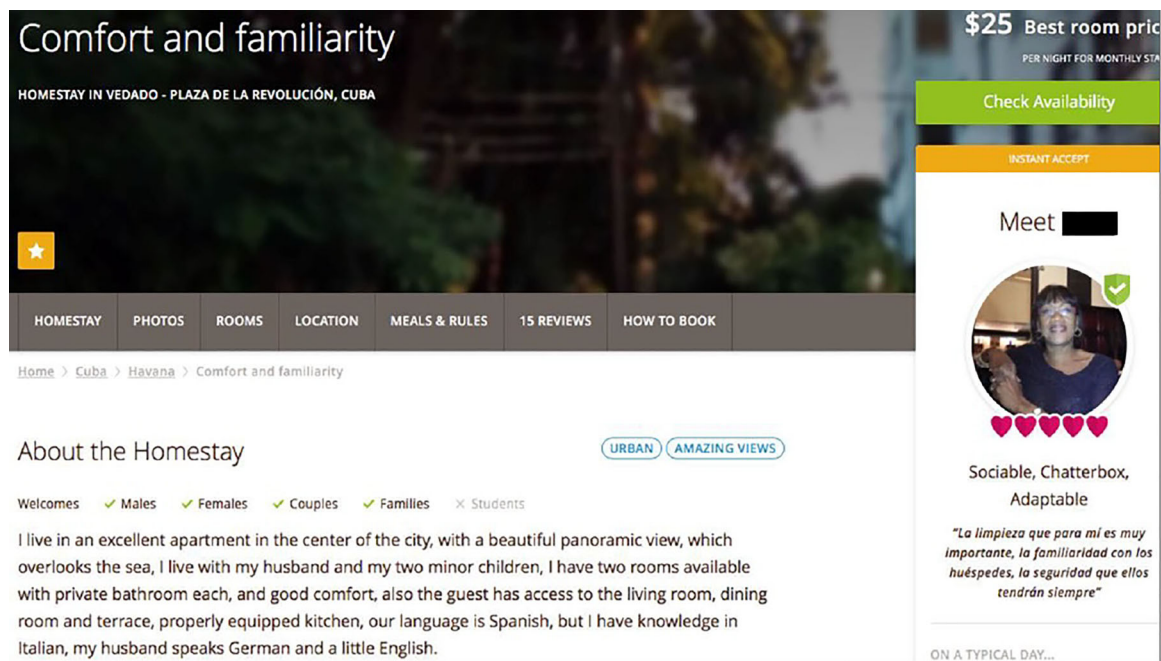 Comfort and familiarity
HOMESTAY IN VEDADO - PLAZA DE LA REVOLUCIÓN, CUBA
$25 Best room pric
PER NIGHT FOR MONTHLY STA
Check Availability
INSTANT ACCEPT
Meet
HOMESTAY PHOTOS ROOMS LOCATION MEALS & RULES 15 REVIEWS HOW TO BOOK
Home > Cuba > Havana > Comfort and familiarity
About the Homestay
URBAN AMAZING VIEWS
Welcomes Males Females Couples Families Students
I live in an excellent apartment in the center of the city, with a beautiful panoramic view, which
overlooks the sea, I live with my husband and my two minor children, I have two rooms available
with private bathroom each, and good comfort, also the guest has access to the living room, dining
room and terrace, properly equipped kitchen, our language is Spanish, but I have knowledge in
Italian, my husband speaks German and a little English.
Sociable, Chatterbox,
Adaptable
“La limpieza que para mí es muy
importante, la familiaridad con los
huéspedes, la seguridad que ellos
tendrán siempre”
ON A TYPICAL DAY...